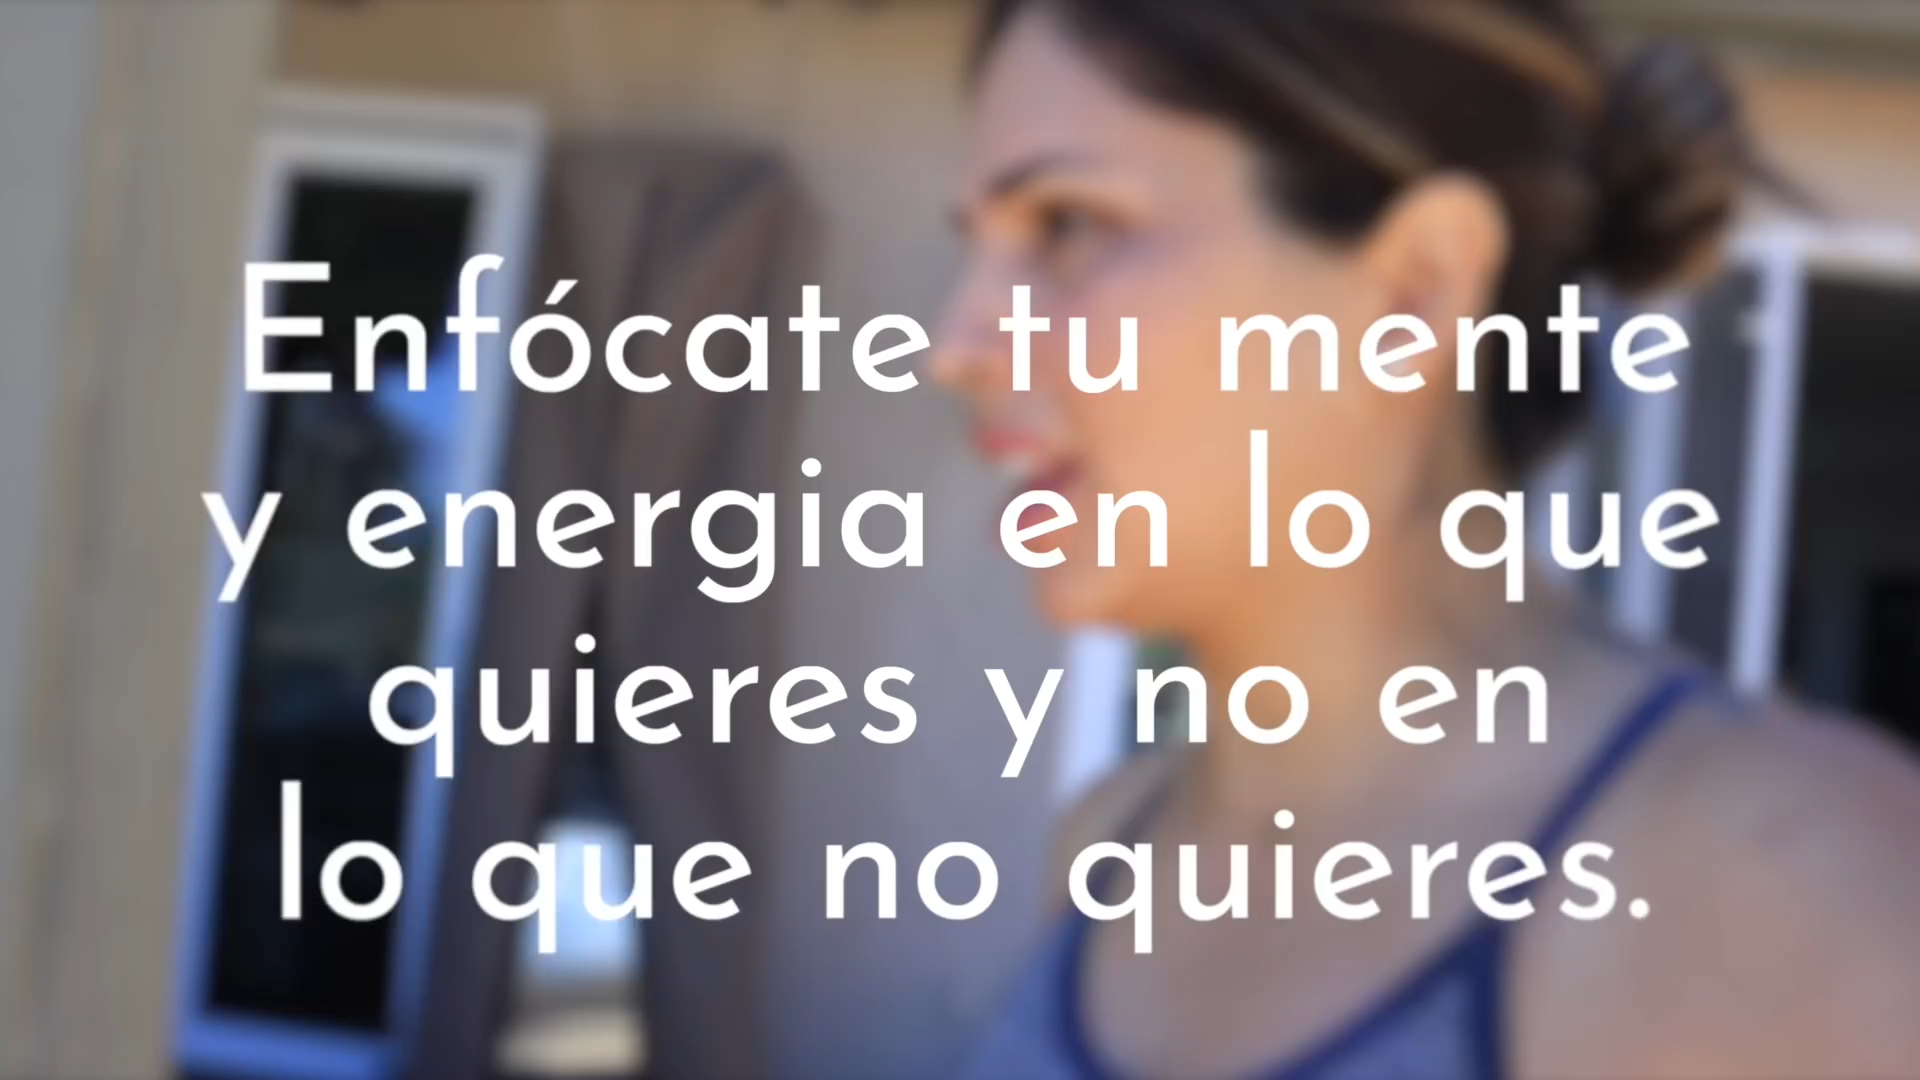 Enfócate tu mente
y energia en lo que
quieres y no en
lo que no quieres.